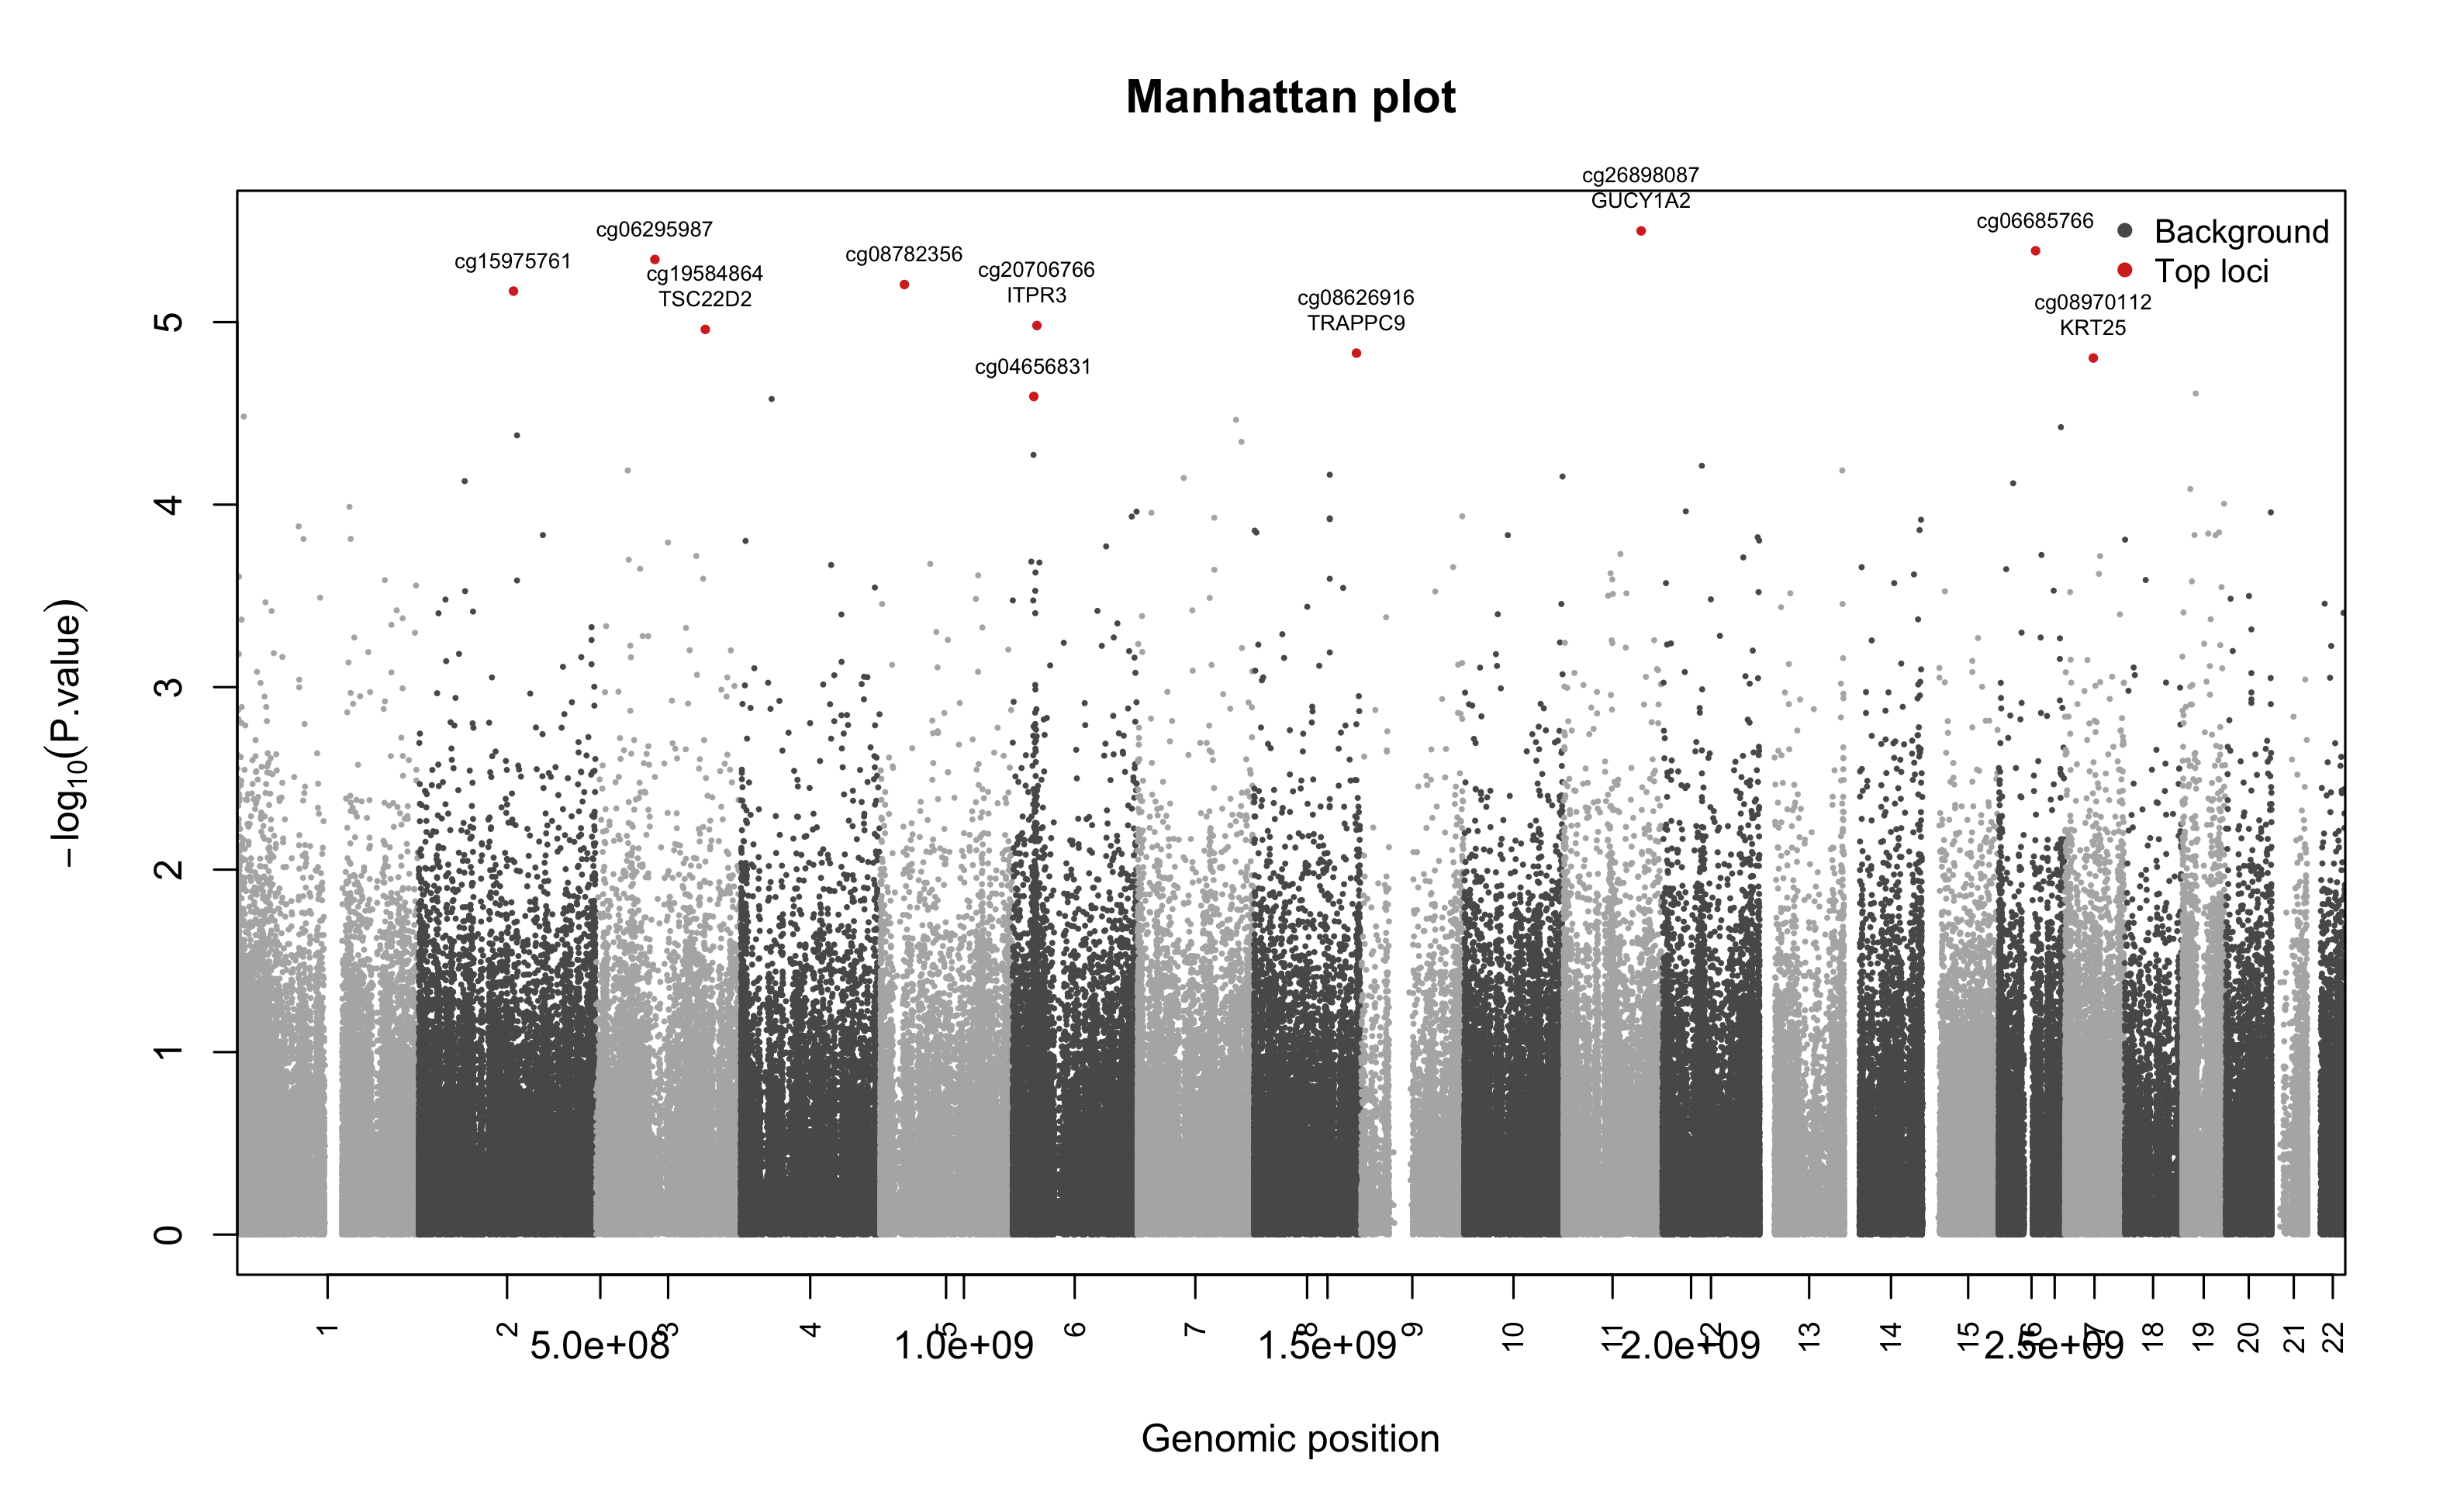 Manhattan plot
cg26898087
GUCY1A2
cg06685766
Background
cg06295987
cg15975761
cg08782356
cg19584864
TSC22D2
cg20706766
ITPR3
Top loci
cg08626916
TRAPPC9
cg08970112
KRT25
cg04656831
−log10(P.value)
5
4
3
2
1
0
1 2 3 4 5 6 7 8 9 10 11 12 13 14 15 16 17 18 19 20 21 22
5.0e+08 1.0e+09 1.5e+09 2.0e+09 2.5e+09
Genomic position